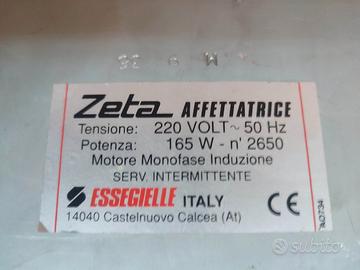 Zeta AFFETTATRICE
Tensione: 220 VOLT~ 50 Hz
Potenza: 165 W - n' 2650
Motore Monofase Induzione
SERV. INTERMITTENTE
ESSEGIELLE ITALY CE
14040 Castelnuovo Calcea (At)
subito